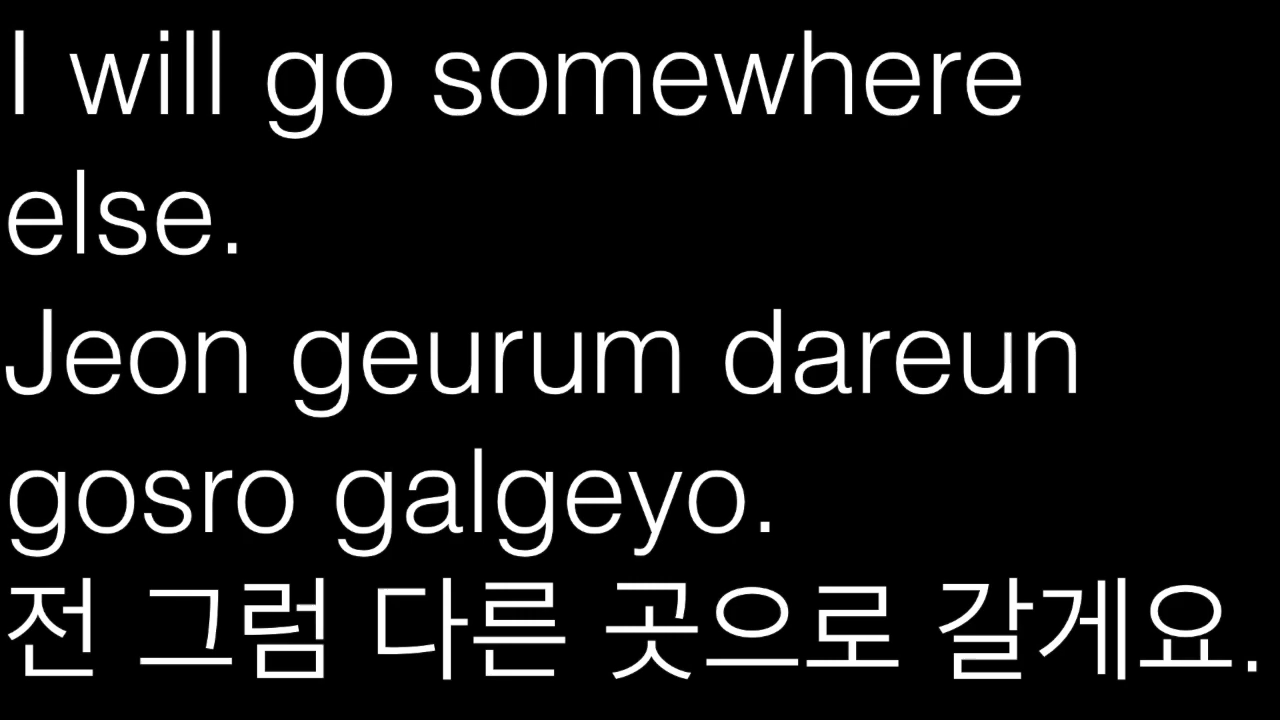 I will go somewhere
else.
Jeon geurum dareun
gosro galgeyo.
전 그럼 다른 곳으로 갈게요.